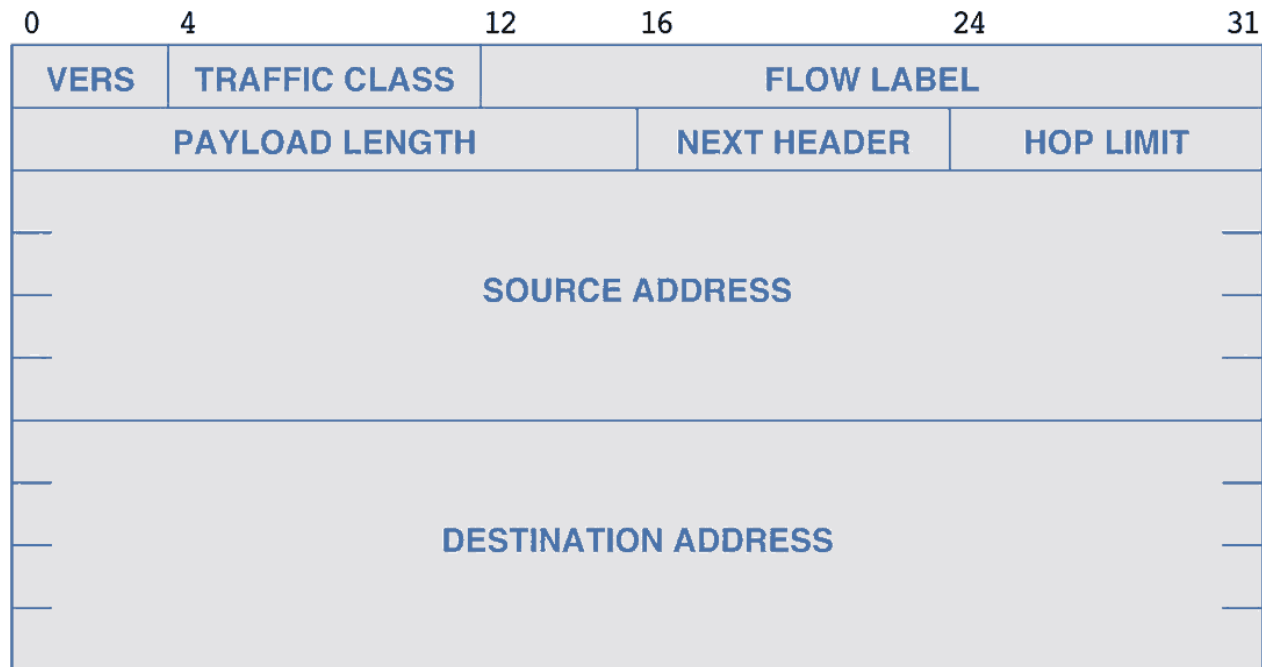 0 4 12 16 24 31
VERS TRAFFIC CLASS FLOW LABEL
PAYLOAD LENGTH NEXT HEADER HOP LIMIT
SOURCE ADDRESS
DESTINATION ADDRESS